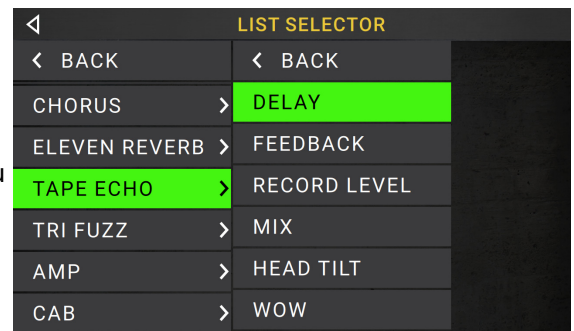 LIST SELECTOR
BACK
CHORUS
ELEVEN REVERB
TAPE ECHO
TRI FUZZ
AMP
CAB
BACK
DELAY
FEEDBACK
RECORD LEVEL
MIX
HEAD TILT
WOW